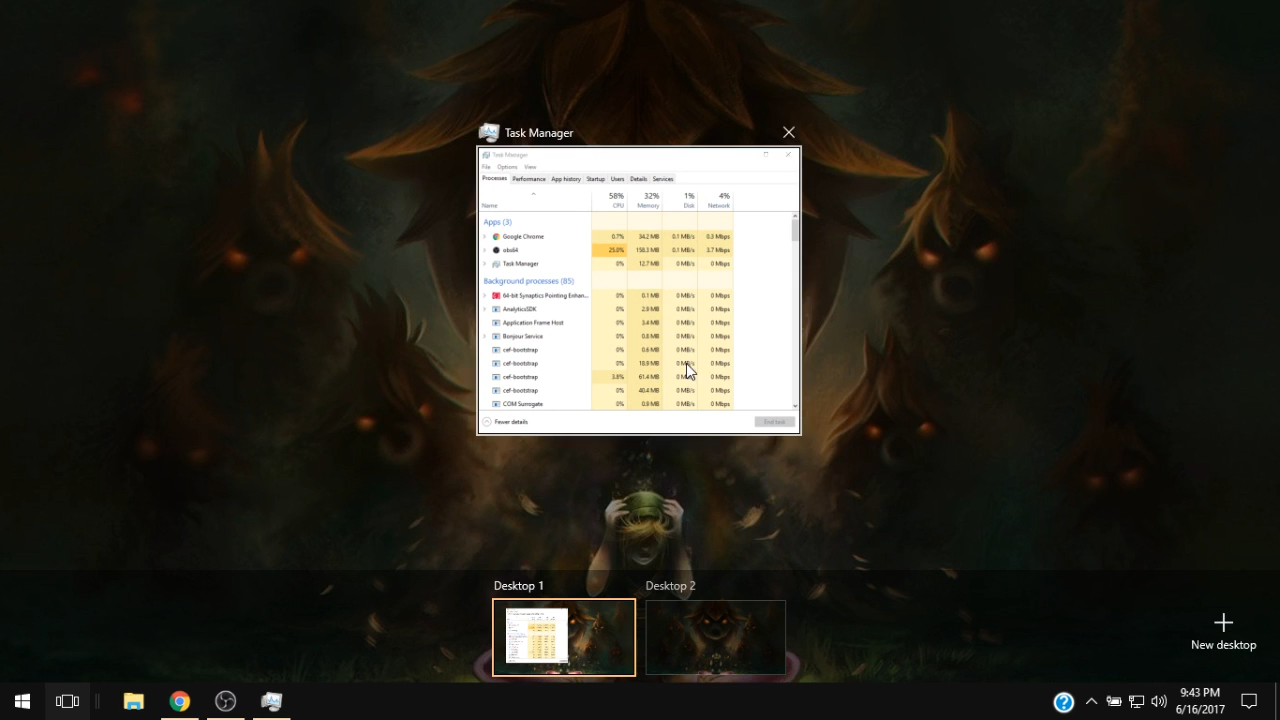 Task Manager
Task Manager
File Options View
Processes Performance App history Startup Users Details Services
58% 32% 1% 4%
Name CPU Memory Disk Network
Apps (3)
Google Chrome 0.7% 34.2 MB 0.1 MB/s 0.3 Mbps
obs64 25.0% 158.3 MB 0.1 MB/s 3.7 Mbps
Task Manager 0% 12.7 MB 0 MB/s 0 Mbps
Background processes (85)
64-bit Synaptics Pointing Enhan... 0% 0.1 MB 0 MB/s 0 Mbps
AnalyticsSDK 0% 2.9 MB 0 MB/s 0 Mbps
Application Frame Host 0% 3.4 MB 0 MB/s 0 Mbps
Bonjour Service 0% 0.8 MB 0 MB/s 0 Mbps
cef-bootstrap 0% 0.6 MB 0 MB/s 0 Mbps
cef-bootstrap 0% 18.9 MB 0 MB/s 0 Mbps
cef-bootstrap 3.8% 61.4 MB 0 MB/s 0 Mbps
cef-bootstrap 0% 40.4 MB 0 MB/s 0 Mbps
COM Surrogate 0% 0.8 MB 0 MB/s 0 Mbps
Fewer details End task
Desktop 1 Desktop 2
New desktop
9:43 PM
6/16/2017